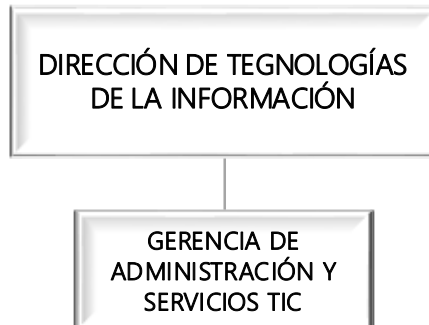 DIRECCIÓN DE TEGNOLOGÍAS
DE LA INFORMACIÓN
GERENCIA DE
ADMINISTRACIÓN Y
SERVICIOS TIC